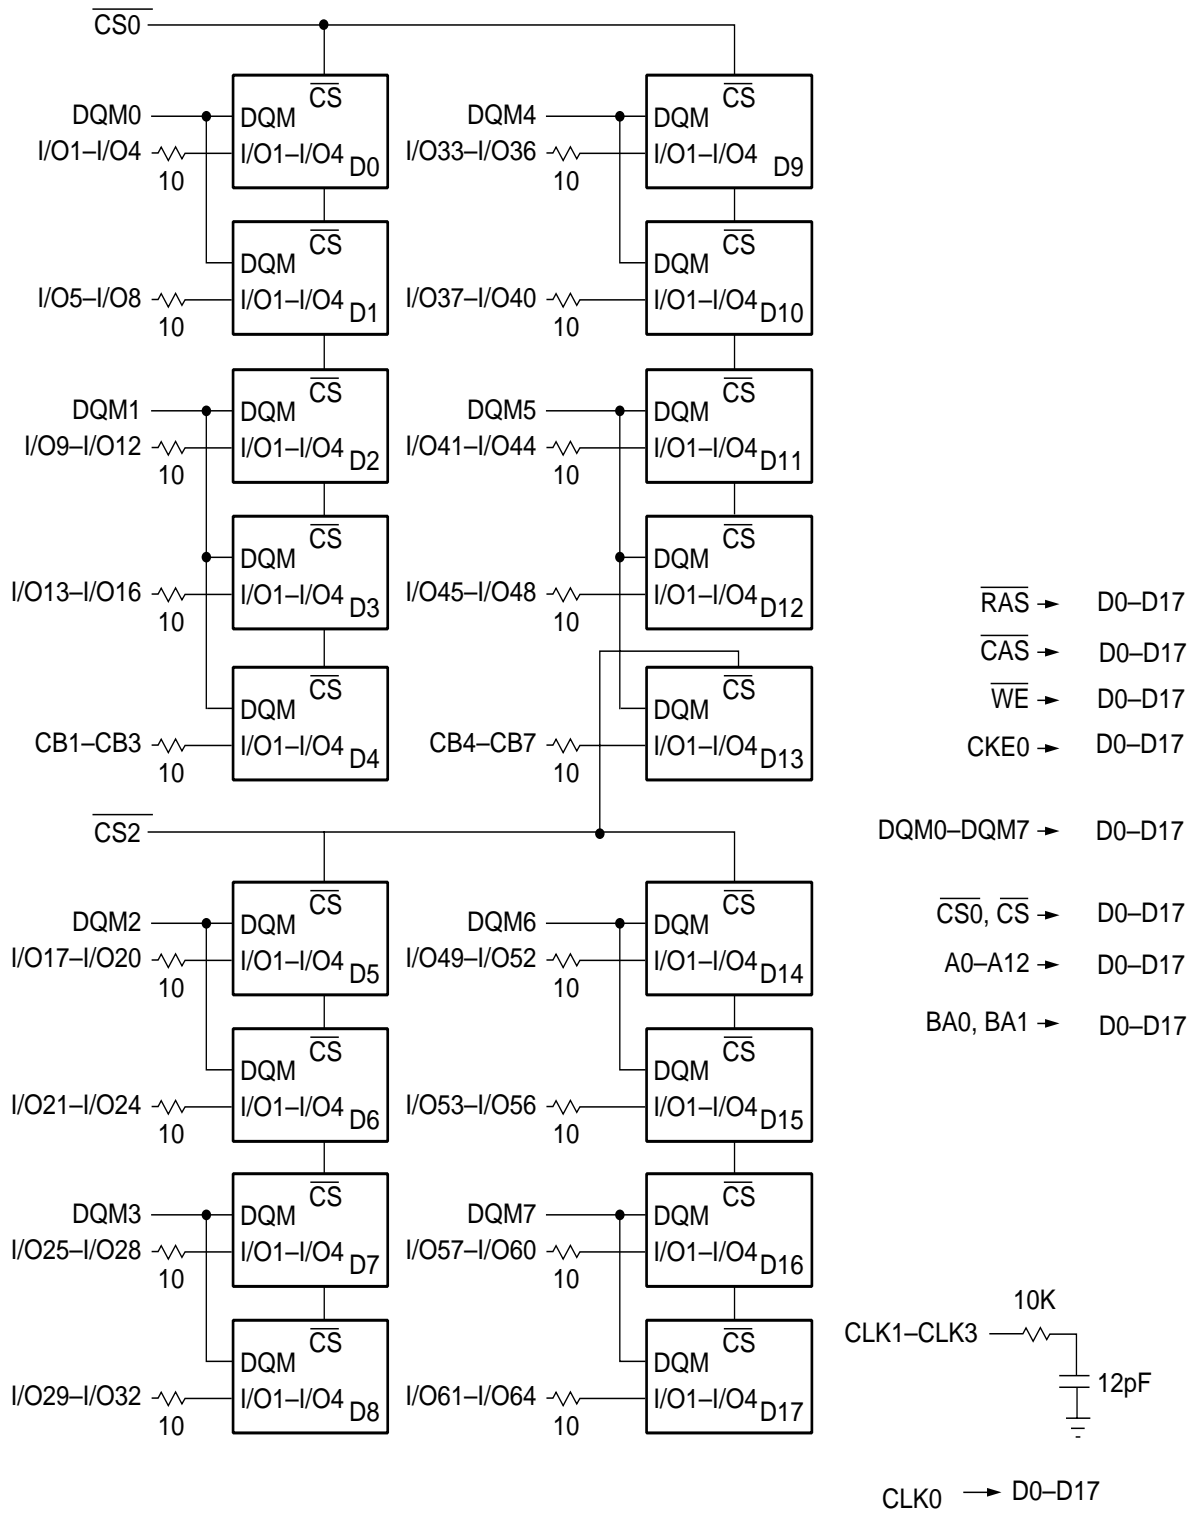 CS0
CS CS
DQM0 DQM DQM4 DQM
I/O1–I/O4 I/O1–I/O4 D0 I/O33–I/O36 I/O1–I/O4 D9
10 10
CS CS
DQM DQM
I/O5–I/O8 I/O1–I/O4 D1 I/O37–I/O40 I/O1–I/O4 D10
10 10
CS CS
DQM1 DQM DQM5 DQM
I/O9–I/O12 I/O1–I/O4 D2 I/O41–I/O44 I/O1–I/O4 D11
10 10
CS CS
DQM DQM
I/O13–I/O16 I/O1–I/O4 D3 I/O45–I/O48 I/O1–I/O4 D12
10 10
RAS D0–D17
CAS D0–D17
CS CS
DQM DQM
WE D0–D17
CB1–CB3 I/O1–I/O4 D4 CB4–CB7 I/O1–I/O4 D13
10 10
CKE0 D0–D17
CS2
DQM0–DQM7 D0–D17
CS CS
DQM2 DQM DQM6 DQM
CS0, CS D0–D17
I/O17–I/O20 I/O1–I/O4 D5 I/O49–I/O52 I/O1–I/O4 D14
10 10
A0–A12 D0–D17
BA0, BA1 D0–D17
CS CS
DQM DQM
I/O21–I/O24 I/O1–I/O4 D6 I/O53–I/O56 I/O1–I/O4 D15
10 10
CS CS
DQM3 DQM DQM7 DQM
I/O25–I/O28 I/O1–I/O4 D7 I/O57–I/O60 I/O1–I/O4 D16
10 10
10K
CLK1–CLK3
CS CS
DQM DQM
12pF
I/O29–I/O32 I/O1–I/O4 D8 I/O61–I/O64 I/O1–I/O4 D17
10 10
CLK0 D0–D17